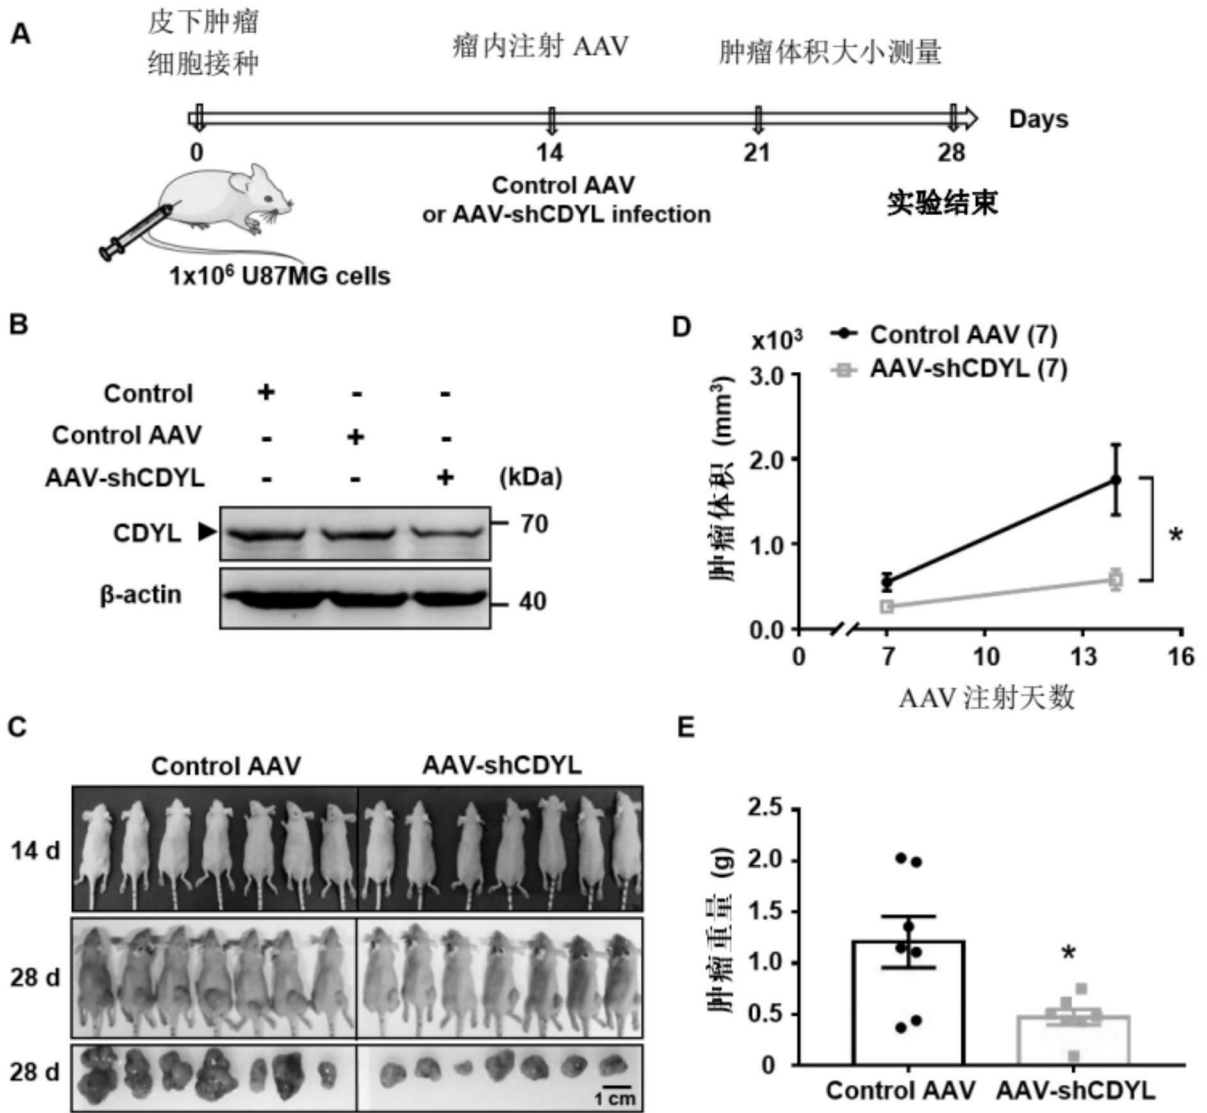 A
皮下肿瘤
细胞接种
瘤内注射 AAV
肿瘤体积大小测量
Days
0
14
21
28
Control AAV
or AAV-shCDYL infection
实验结束
1x10⁶ U87MG cells
B
Control + - -
Control AAV - + -
AAV-shCDYL - - + (kDa)
CDYL
70
β-actin
40
D
x10³
Control AAV (7)
AAV-shCDYL (7)
3.0
2.0
1.0
0.0
肿瘤体积 (mm³)
*
0 7 10 13 16
AAV 注射天数
C
Control AAV AAV-shCDYL
14 d
28 d
28 d
1 cm
E
2.5
2.0
1.5
1.0
0.5
0
肿瘤重量 (g)
*
Control AAV AAV-shCDYL